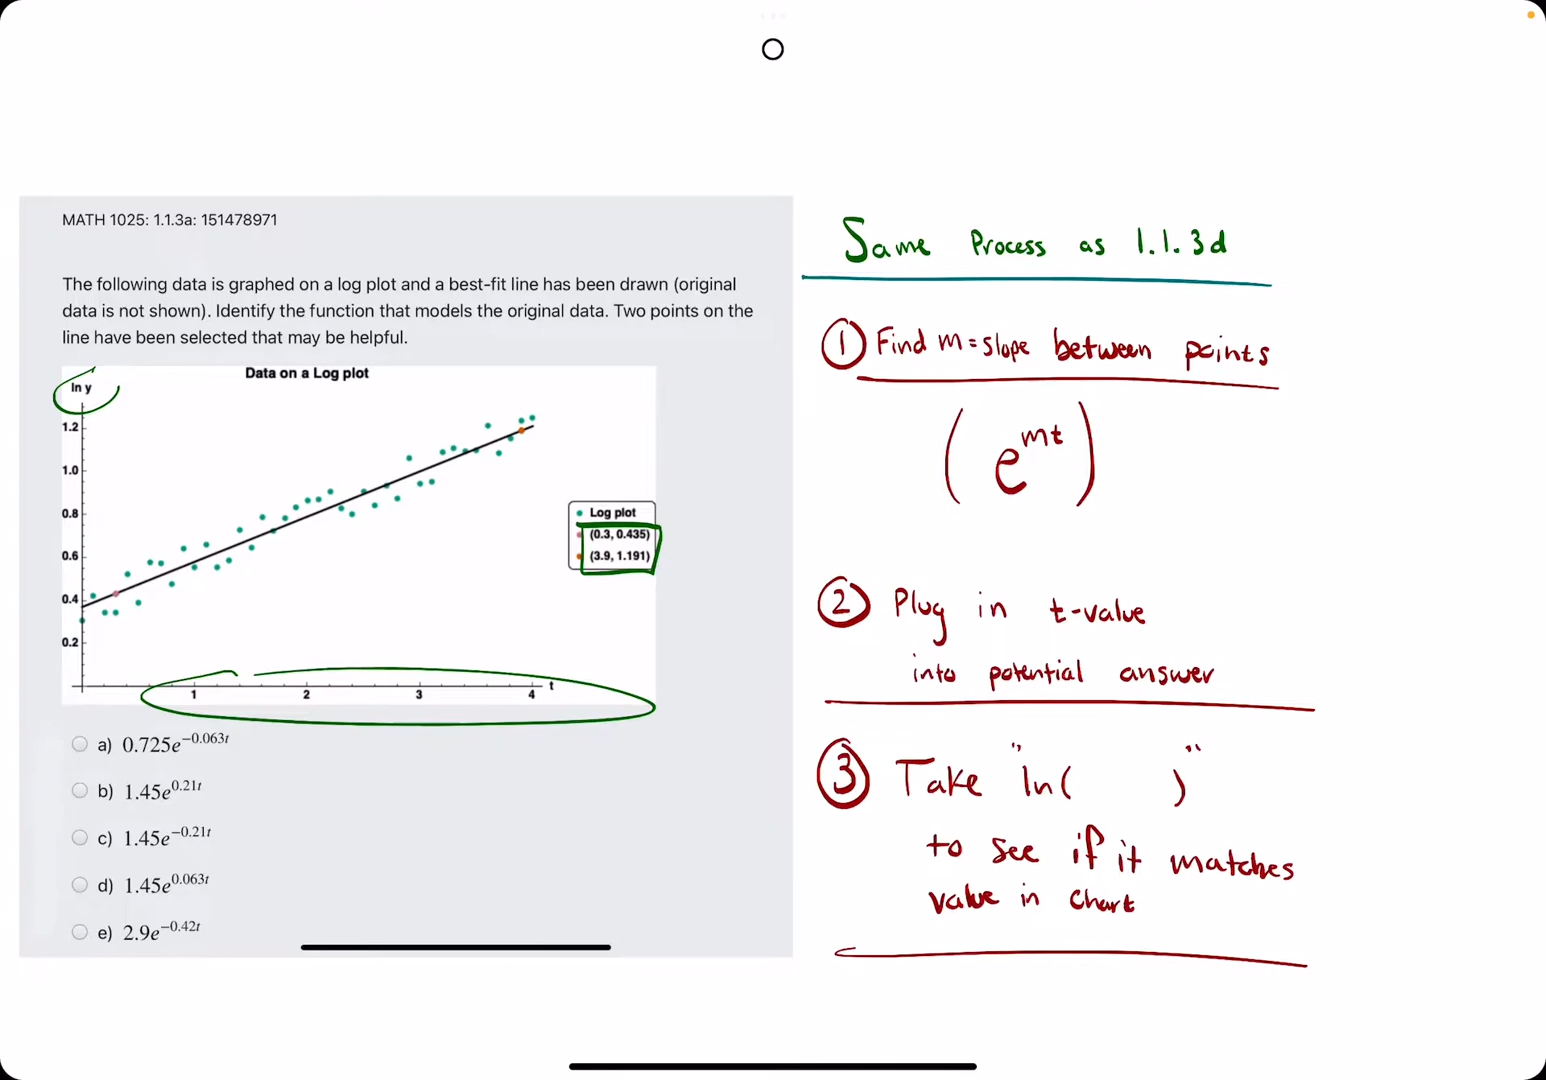 MATH 1025: 1.1.3a: 151478971
The following data is graphed on a log plot and a best-fit line has been drawn (original
data is not shown). Identify the function that models the original data. Two points on the
line have been selected that may be helpful.
Data on a Log plot
ln y
1.2
1.0
0.8
0.6
0.4
0.2
1 2 3 4 t
Log plot
(0.3, 0.435)
(3.9, 1.191)
a) 0.725e^{-0.063t}
b) 1.45e^{0.21t}
c) 1.45e^{-0.21t}
d) 1.45e^{0.063t}
e) 2.9e^{-0.42t}
Same Process as 1.1.3d
① Find m = slope between points
(e^{mt})
② Plug in t-value
into potential answer
③ Take "ln( )"
to see if it matches
value in chart